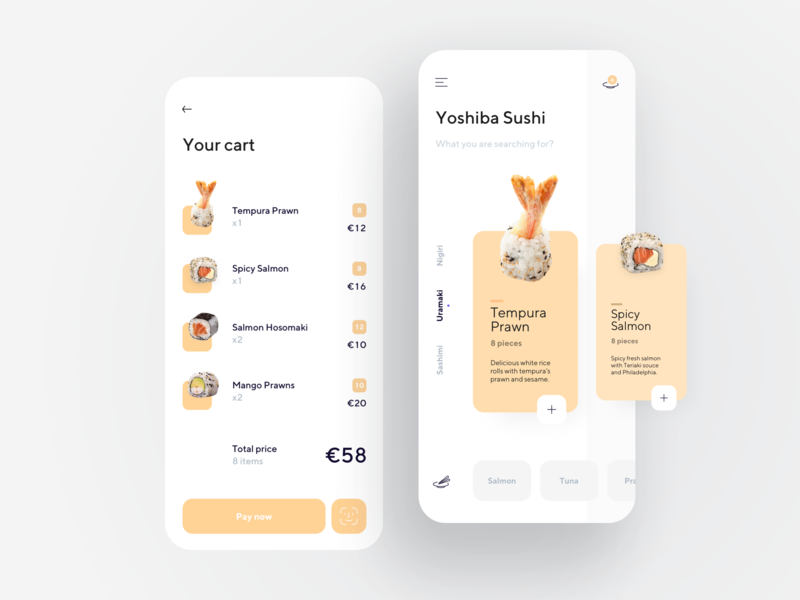 Your cart
Tempura Prawn
x1
8
€12
Spicy Salmon
x1
8
€16
Salmon Hosomaki
x2
12
€10
Mango Prawns
x2
10
€20
Total price
8 items
€58
Pay now
Yoshiba Sushi
What you are searching for?
Nigiri
Uramaki
Sashimi
Tempura
Prawn
8 pieces
Delicious white rice
rolls with tempura's
prawn and sesame.
+
Spicy
Salmon
8 pieces
Spicy fresh salmon
with Teriaki souce
and Philadelphia.
+
Salmon
Tuna
Pr